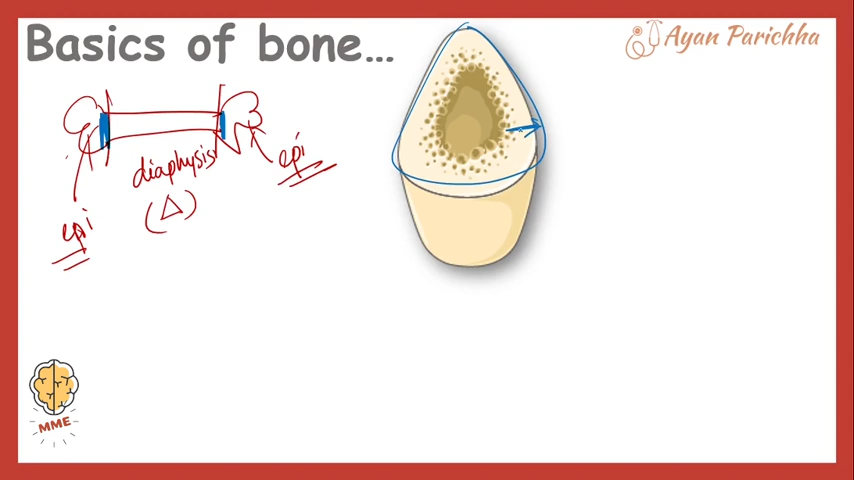 Basics of bone...
Ayan Parichha
diaphysis
(Δ)
epi
epi
MME